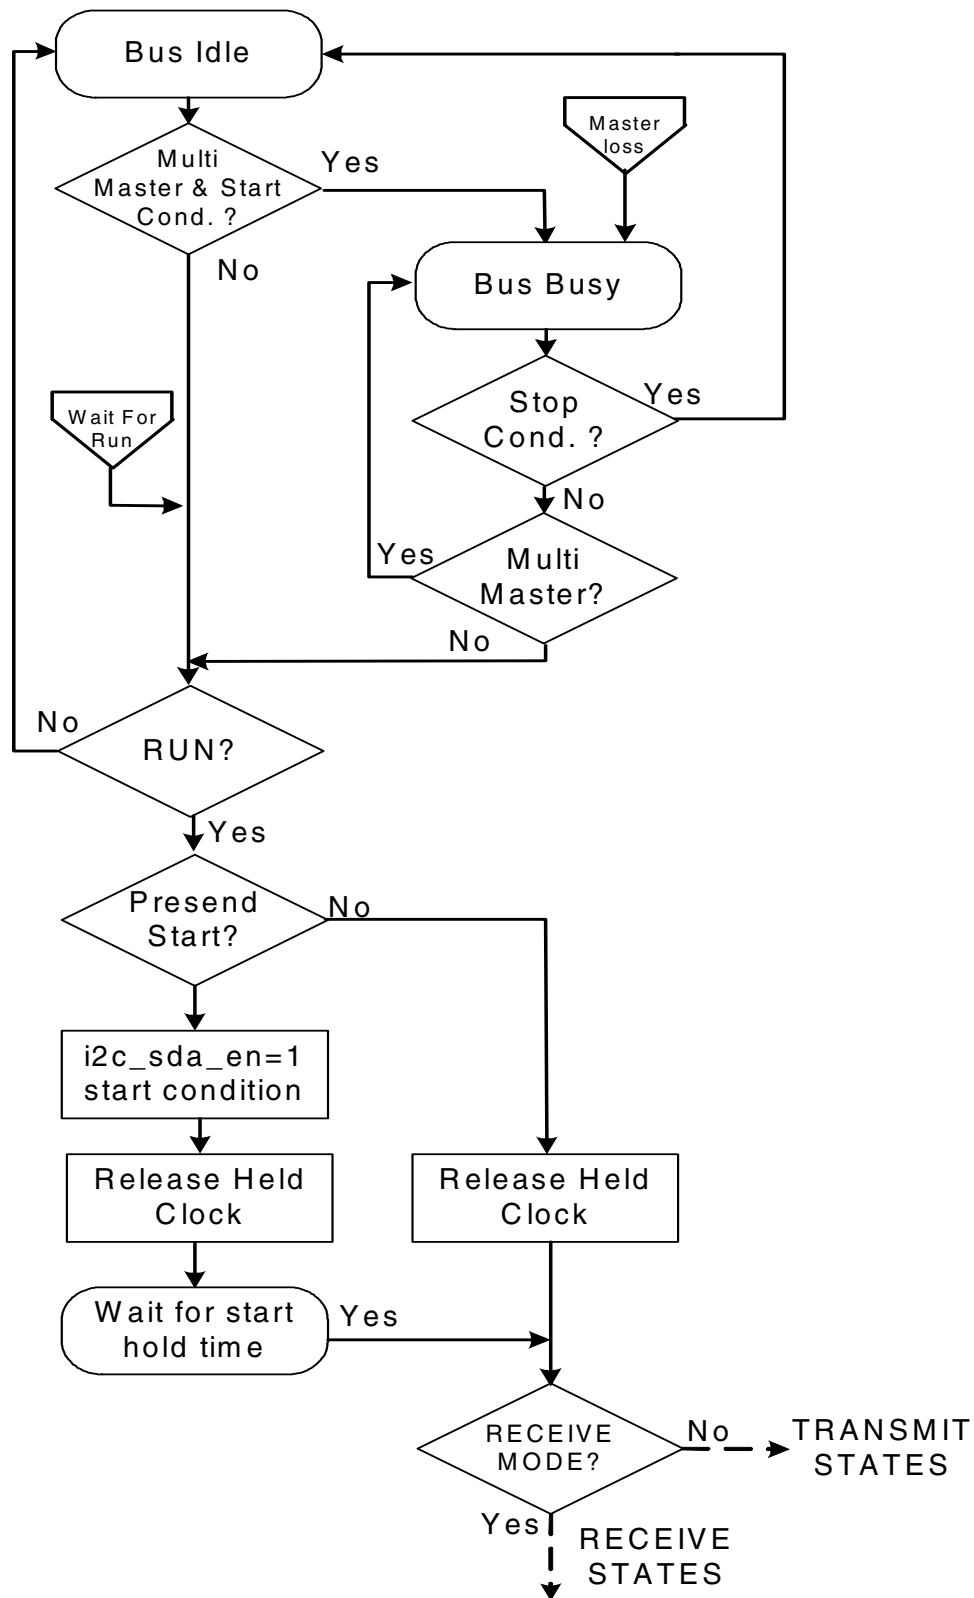 Bus Idle
Master
loss
Multi
Master & Start
Cond. ?
Yes
No
Bus Busy
Wait For
Run
Stop
Cond. ?
Yes
No
Multi
Master?
Yes
No
RUN?
No
Yes
Presend
Start?
No
i2c_sda_en=1
start condition
Release Held
Clock
Release Held
Clock
Wait for start
hold time
Yes
RECEIVE
MODE?
No
TRANSMIT
STATES
Yes
RECEIVE
STATES